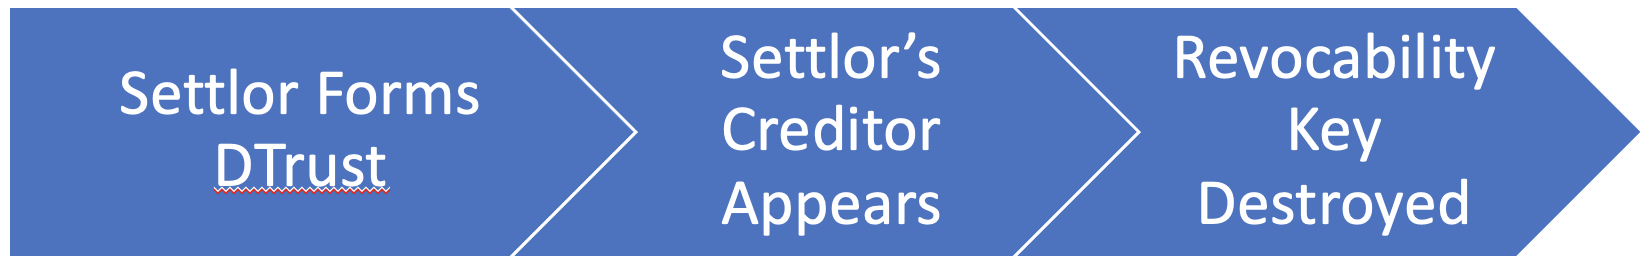 Settlor Forms
DTrust
Settlor’s
Creditor
Appears
Revocability
Key
Destroyed